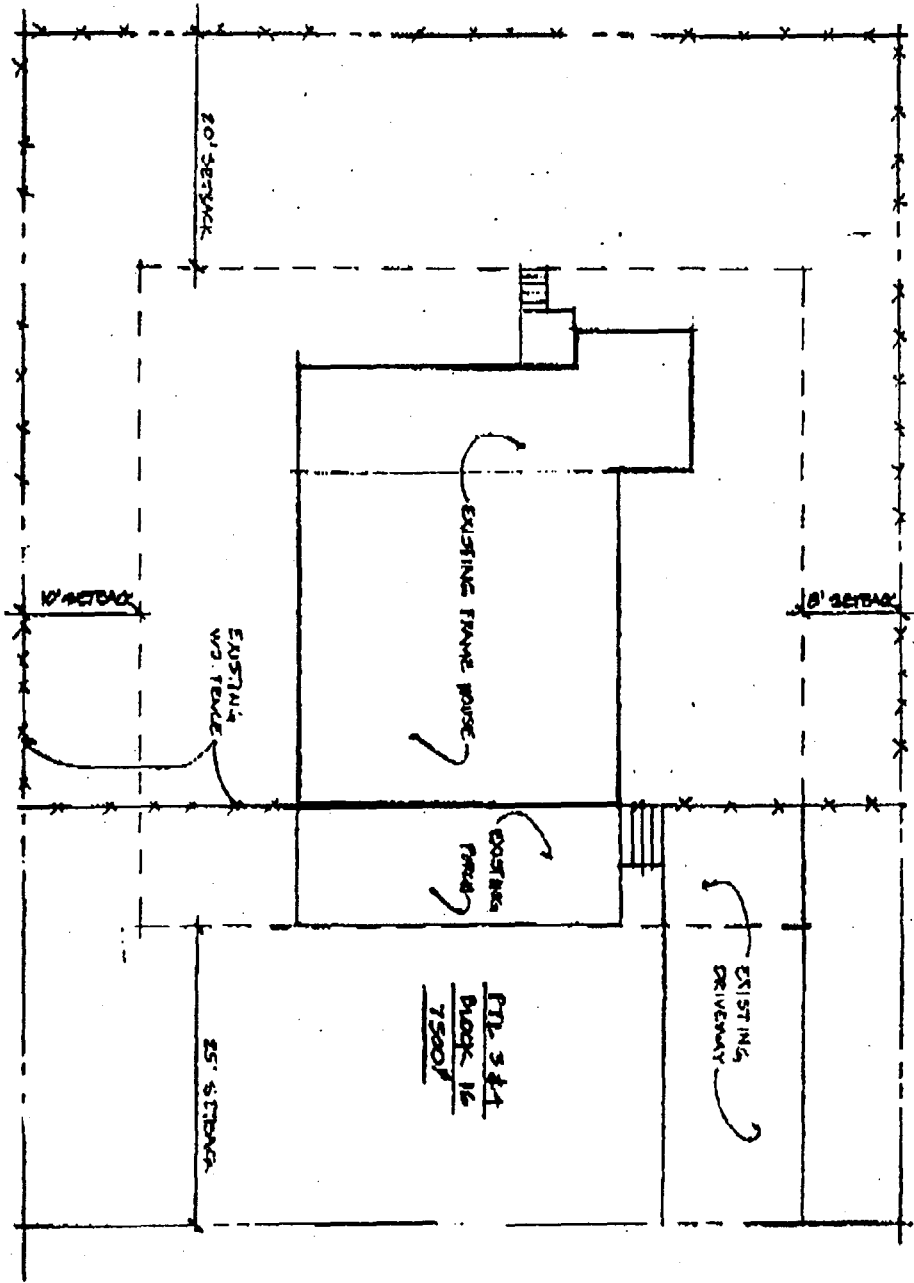 20' SETBACK
EXISTING FRAME HOUSE
10' SETBACK
8' SETBACK
EXISTING
WD. FENCE
EXISTING
PORCH
EXISTING
DRIVEWAY
PTL 3 & 4
BLOCK 16
7500
25' SETBACK